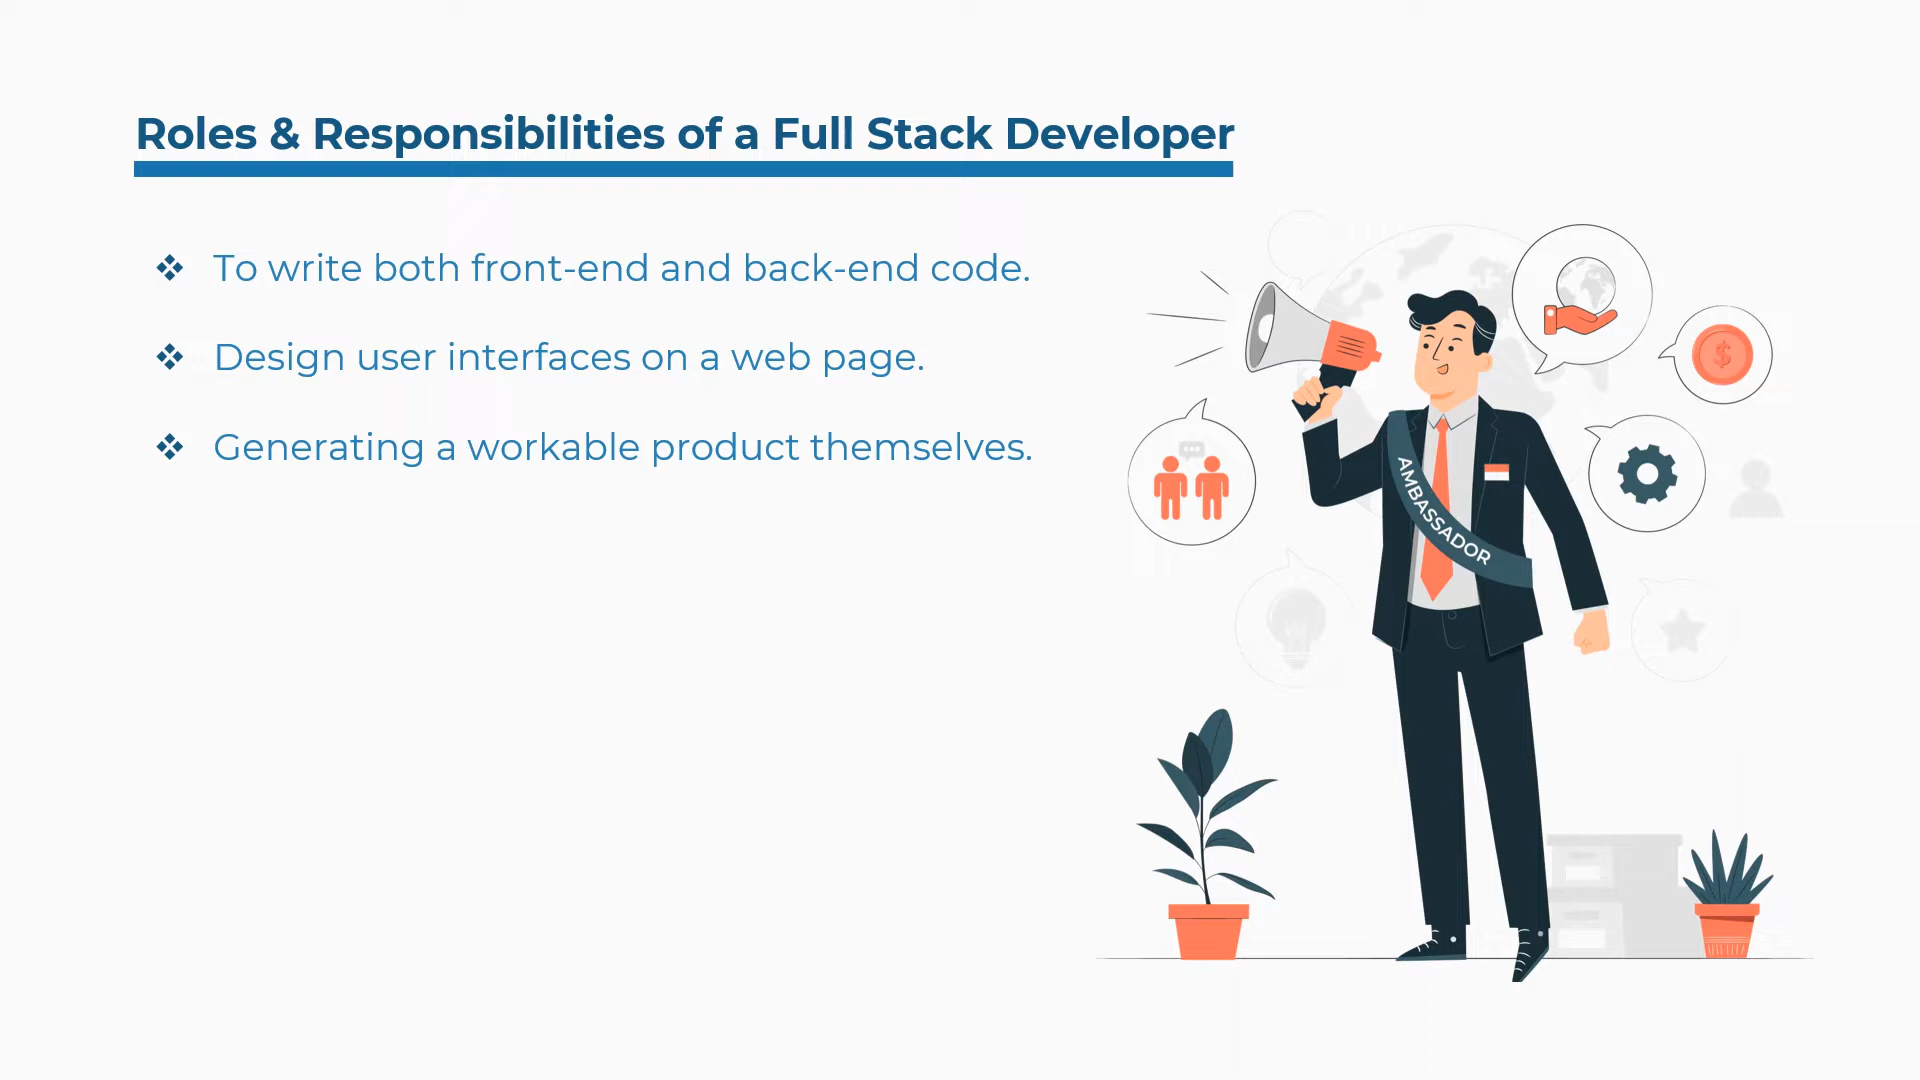 Roles & Responsibilities of a Full Stack Developer
❖ To write both front-end and back-end code.
❖ Design user interfaces on a web page.
❖ Generating a workable product themselves.
AMBASSADOR
$